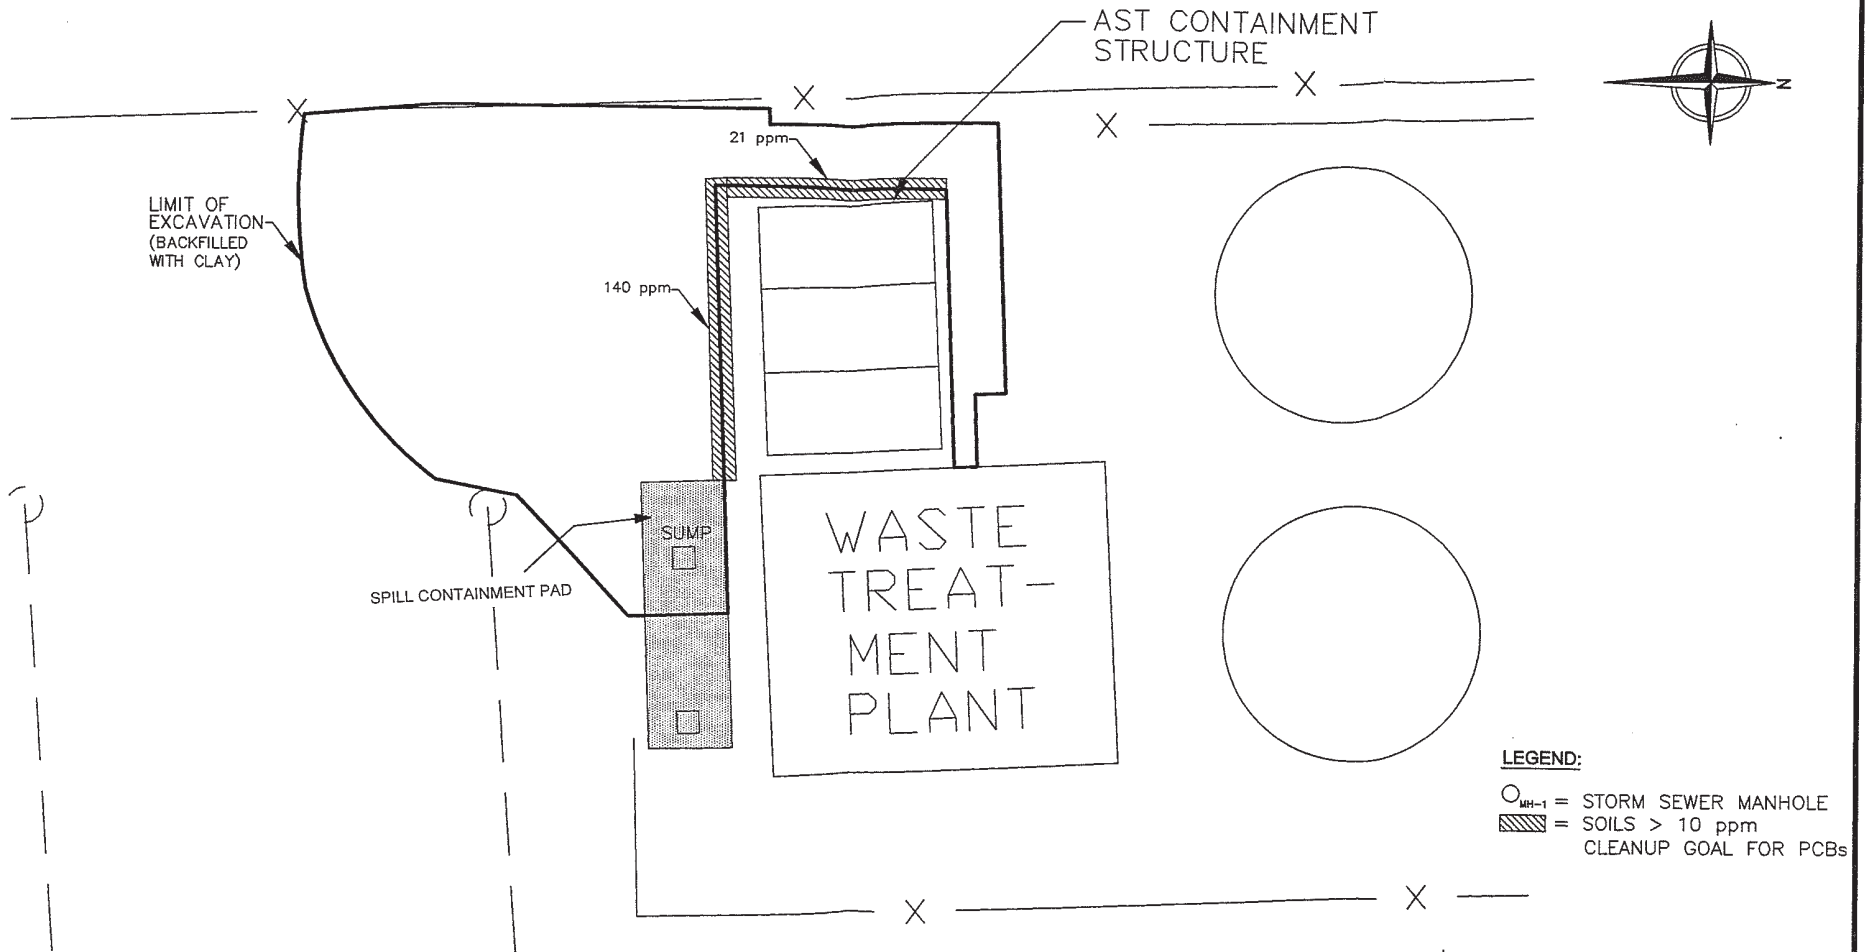 AST CONTAINMENT
STRUCTURE
N
X
X
X
X
21 ppm
LIMIT OF
EXCAVATION
(BACKFILLED
WITH CLAY)
140 ppm
SUMP
SPILL CONTAINMENT PAD
WASTE
TREAT-
MENT
PLANT
LEGEND:
MH-1 = STORM SEWER MANHOLE
= SOILS > 10 ppm
CLEANUP GOAL FOR PCBs
X
X